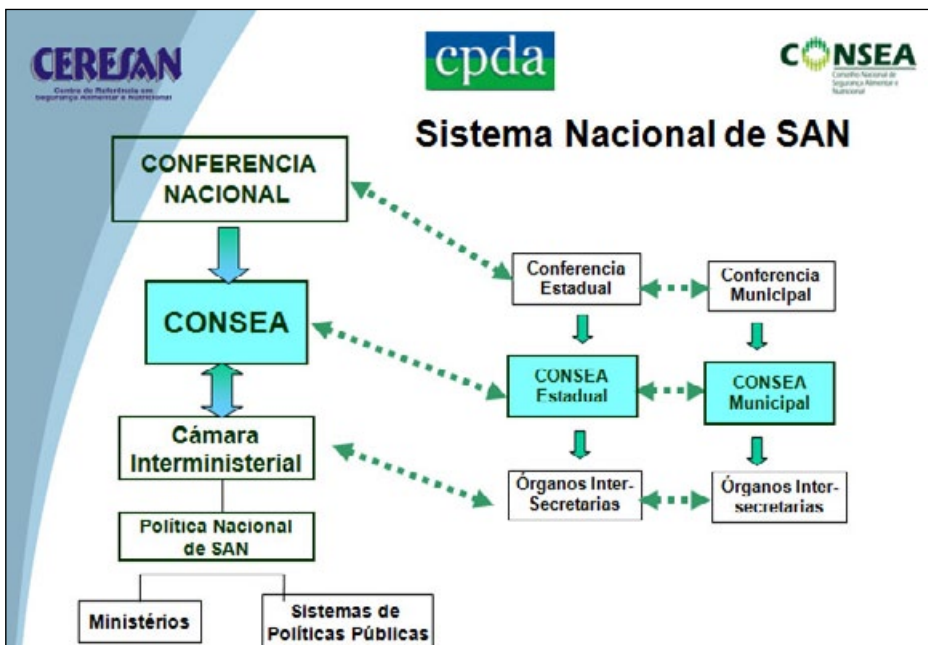 CERESAN
Centro de Referência em
Segurança Alimentar e Nutricional
cpda
CONSEA
Conselho Nacional de
Segurança Alimentar e
Nutricional
Sistema Nacional de SAN
CONFERENCIA
NACIONAL
CONSEA
Cámara
Interministerial
Política Nacional
de SAN
Ministérios
Sistemas de
Políticas Públicas
Conferencia
Estadual
Conferencia
Municipal
CONSEA
Estadual
CONSEA
Municipal
Órganos Inter-
Secretarias
Órganos Inter-
secretarias